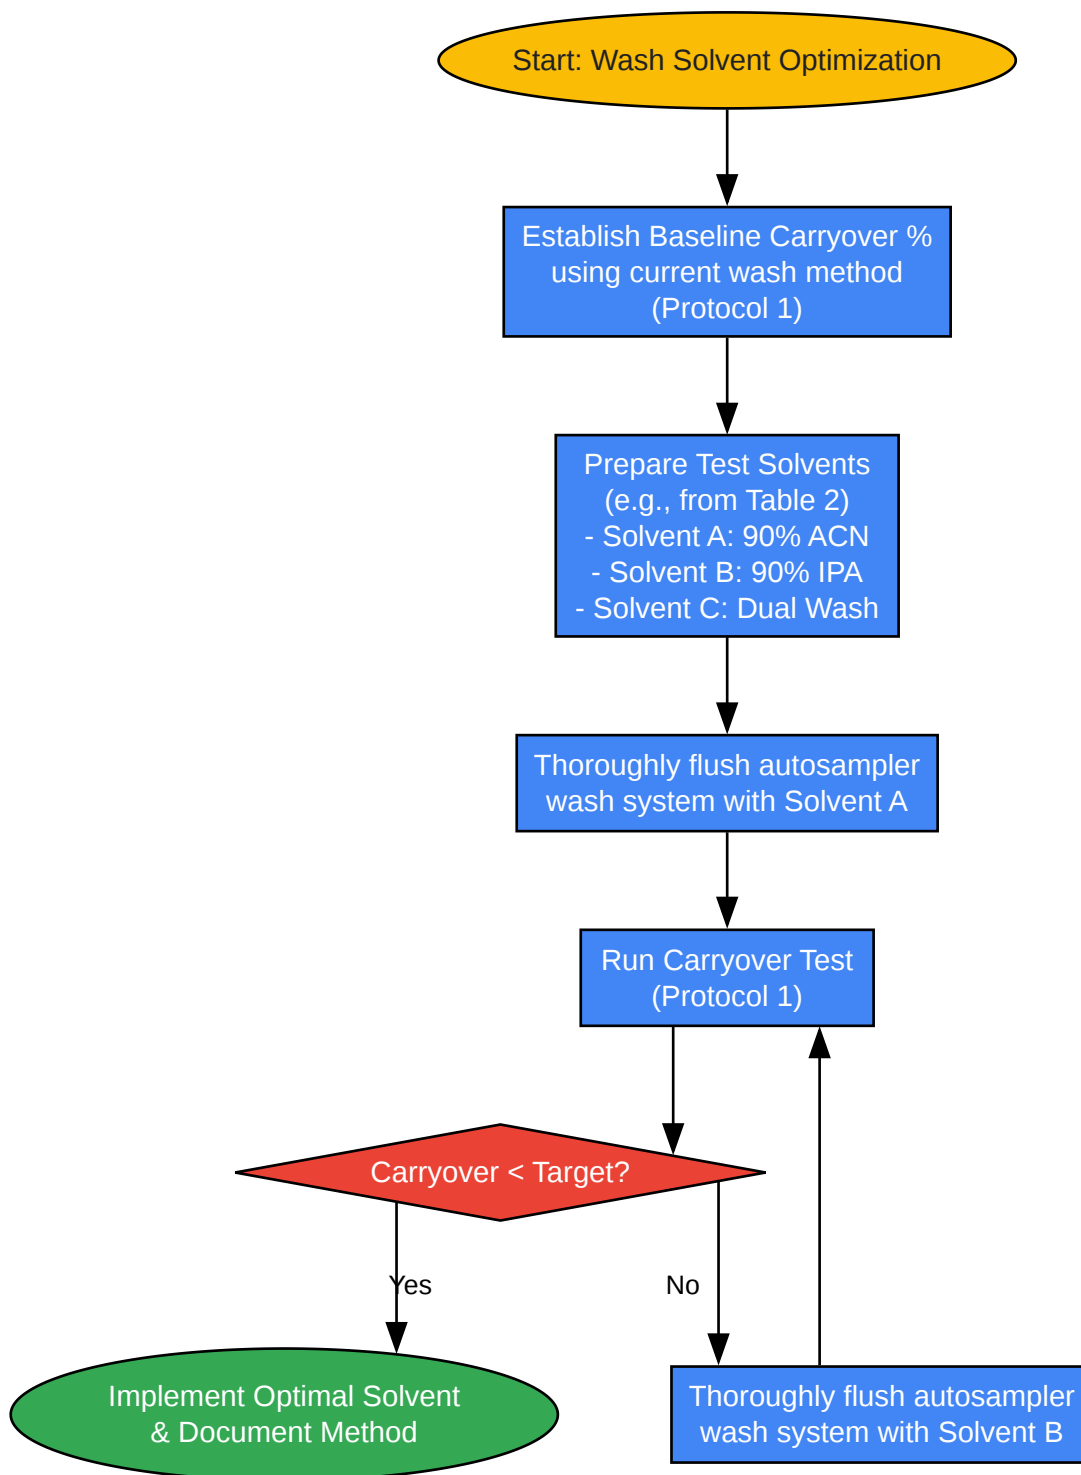 Start: Wash Solvent Optimization
Establish Baseline Carryover %
using current wash method
(Protocol 1)
Prepare Test Solvents
(e.g., from Table 2)
- Solvent A: 90% ACN
- Solvent B: 90% IPA
- Solvent C: Dual Wash
Thoroughly flush autosampler
wash system with Solvent A
Run Carryover Test
(Protocol 1)
Carryover < Target?
Yes
No
Implement Optimal Solvent
& Document Method
Thoroughly flush autosampler
wash system with Solvent B